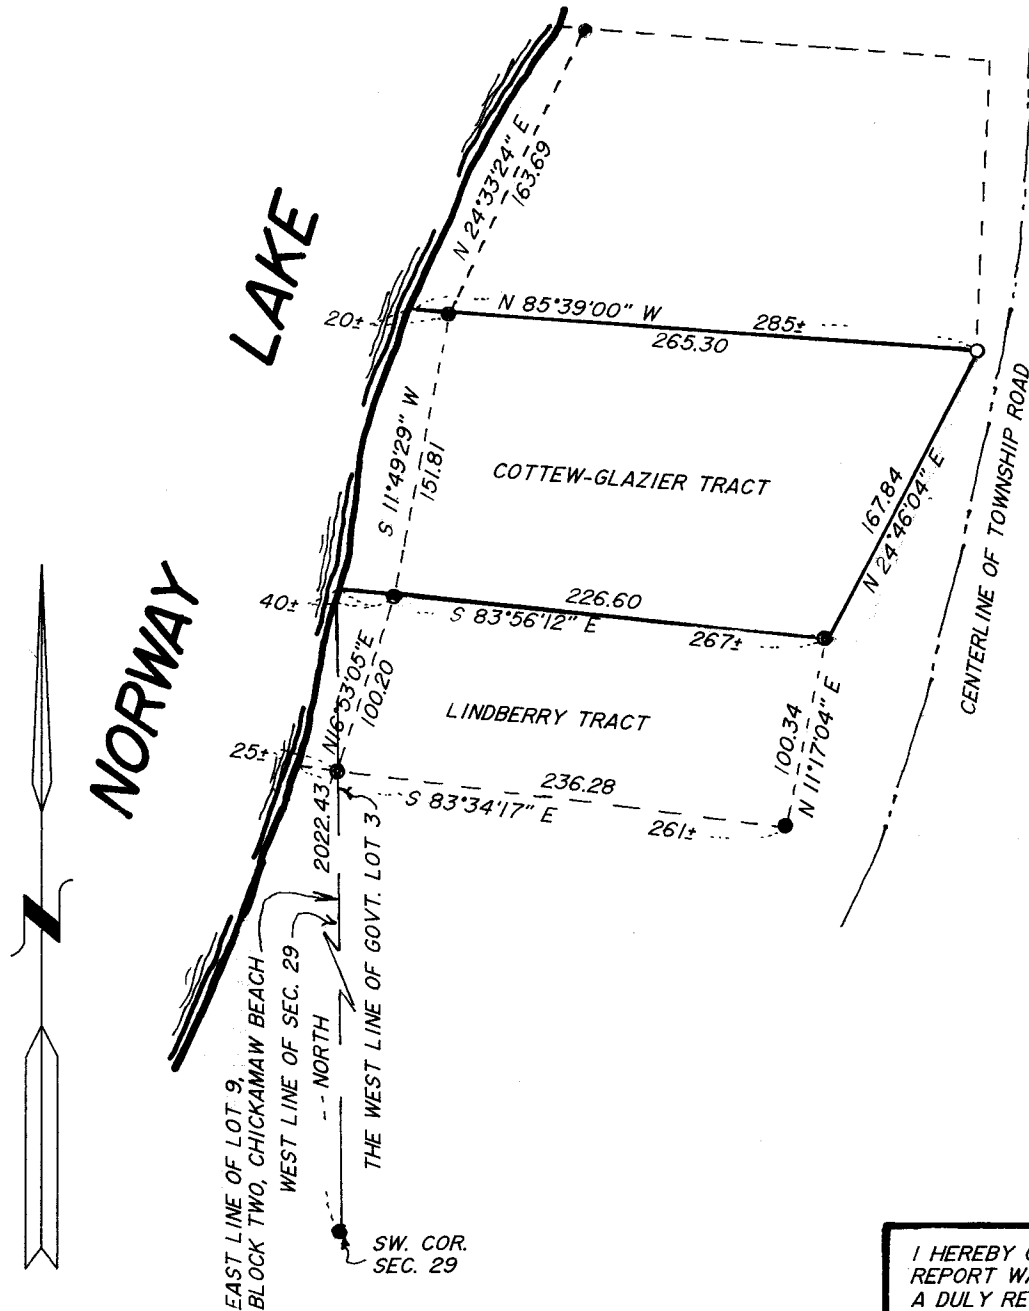 N 24°33'24" E
163.69
LAKE
N 85°39'00" W
285±
20±
265.30
S 11°49'29" W
151.81
COTTEW-GLAZIER TRACT
167.84
N 24°46'04" E
CENTERLINE OF TOWNSHIP ROAD
NORWAY
40±
226.60
S 83°56'12" E
267±
N16°53'05"E
100.20
LINDBERRY TRACT
100.34
N 11°17'04" E
25±
236.28
S 83°34'17" E
261±
2022.43
NORTH
EAST LINE OF LOT 9,
BLOCK TWO, CHICKAMAW BEACH
WEST LINE OF SEC. 29
THE WEST LINE OF GOVT. LOT 3
N
SW. COR.
SEC. 29
I HEREBY
REPORT WA
A DULY RE